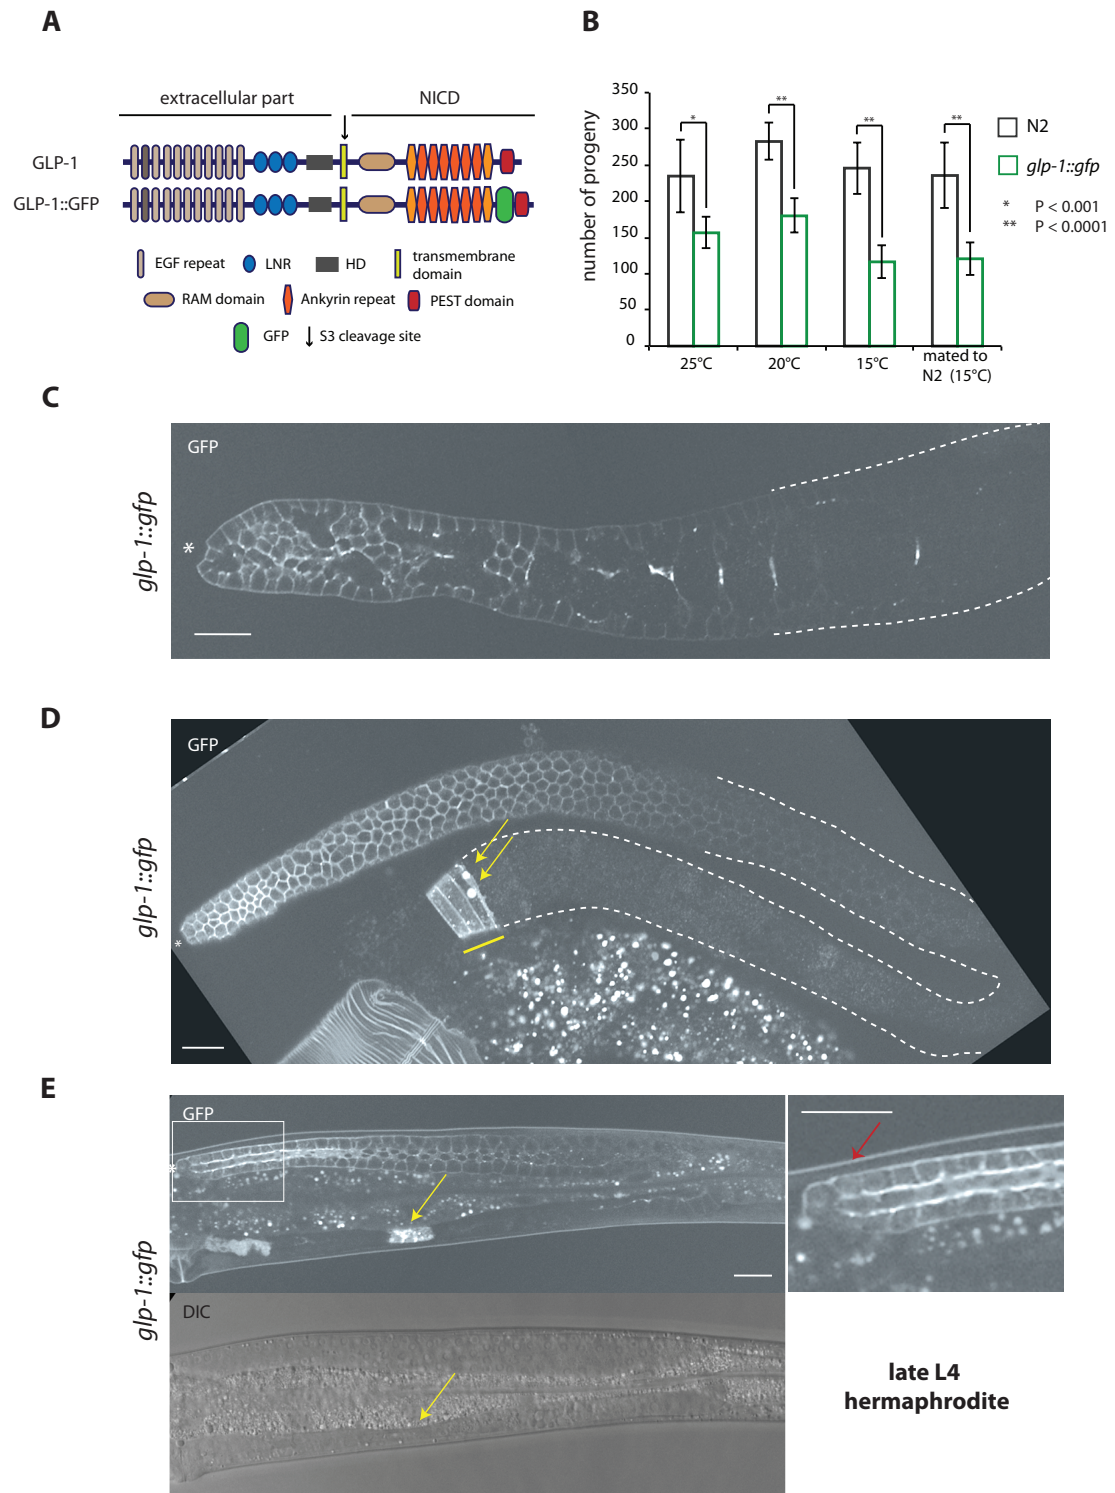 A
extracellular part
NICD
GLP-1
GLP-1::GFP
EGF repeat
LNR
HD
transmembrane
domain
RAM domain
Ankyrin repeat
PEST domain
GFP
S3 cleavage site
B
number of progeny
350
300
250
200
150
100
50
0
*
**
**
**
25°C
20°C
15°C
mated to
N2 (15°C)
N2
glp-1::gfp
* P < 0.001
** P < 0.0001
C
GFP
glp-1::gfp
*
D
GFP
glp-1::gfp
*
E
GFP
*
glp-1::gfp
DIC
late L4
hermaphrodite